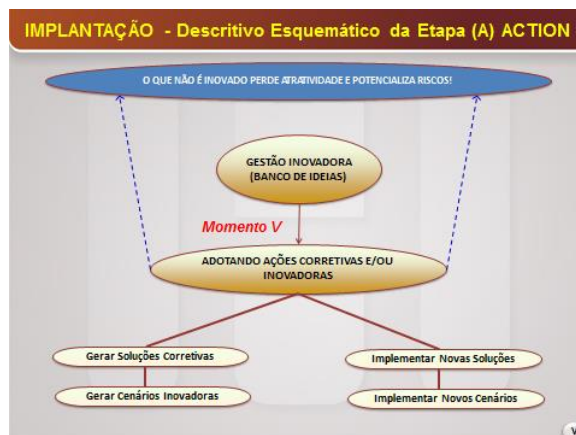 IMPLANTAÇÃO - Descritivo Esquemático da Etapa (A) ACTION
O QUE NÃO É INOVADO PERDE ATRATIVIDADE E POTENCIALIZA RISCOS!
GESTÃO INOVADORA
(BANCO DE IDEIAS)
Momento V
ADOTANDO AÇÕES CORRETIVAS E/OU
INOVADORAS
Gerar Soluções Corretivas
Implementar Novas Soluções
Gerar Cenários Inovadoras
Implementar Novos Cenários